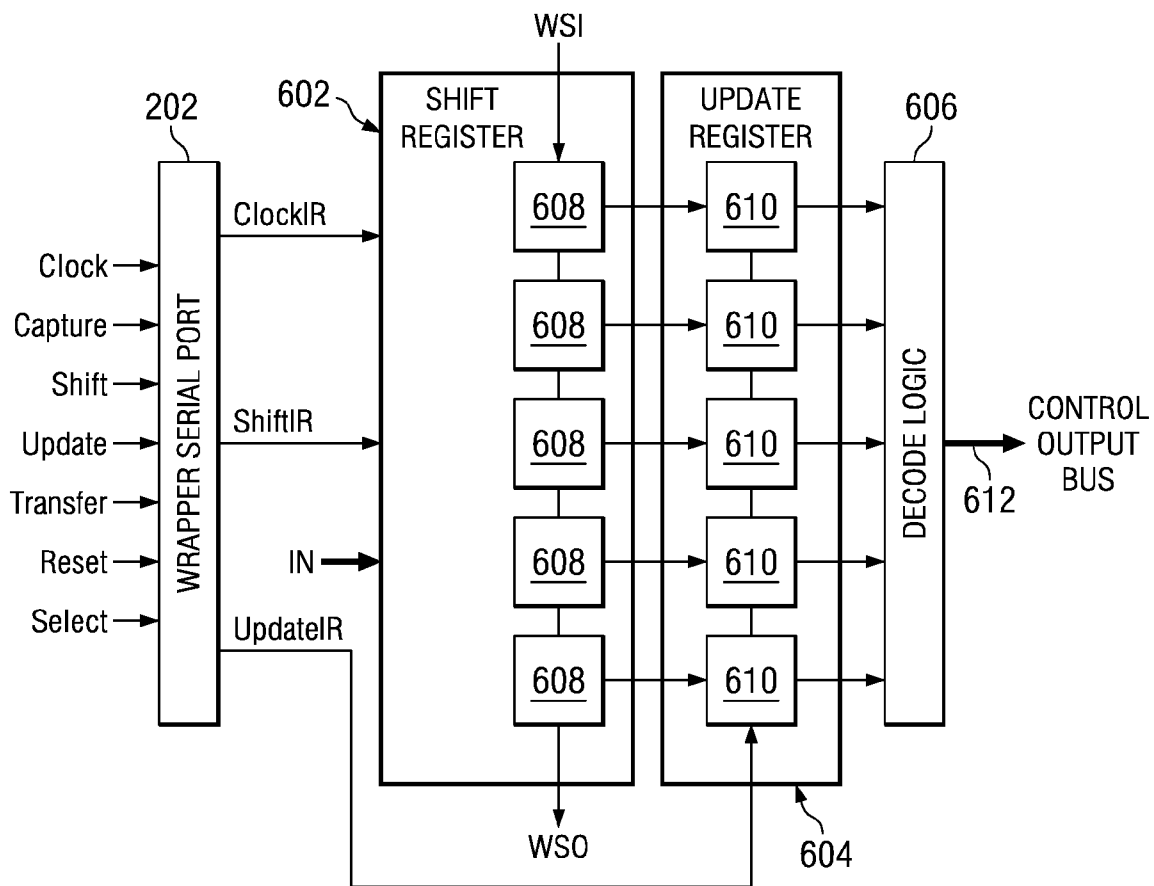 WSI
602
SHIFT
REGISTER
UPDATE
REGISTER
202
606
WRAPPER SERIAL PORT
Clock
Capture
Shift
Update
Transfer
Reset
Select
ClockIR
ShiftIR
IN
UpdateIR
608
610
608
610
608
610
608
610
608
610
DECODE LOGIC
612
CONTROL
OUTPUT
BUS
WSO
604